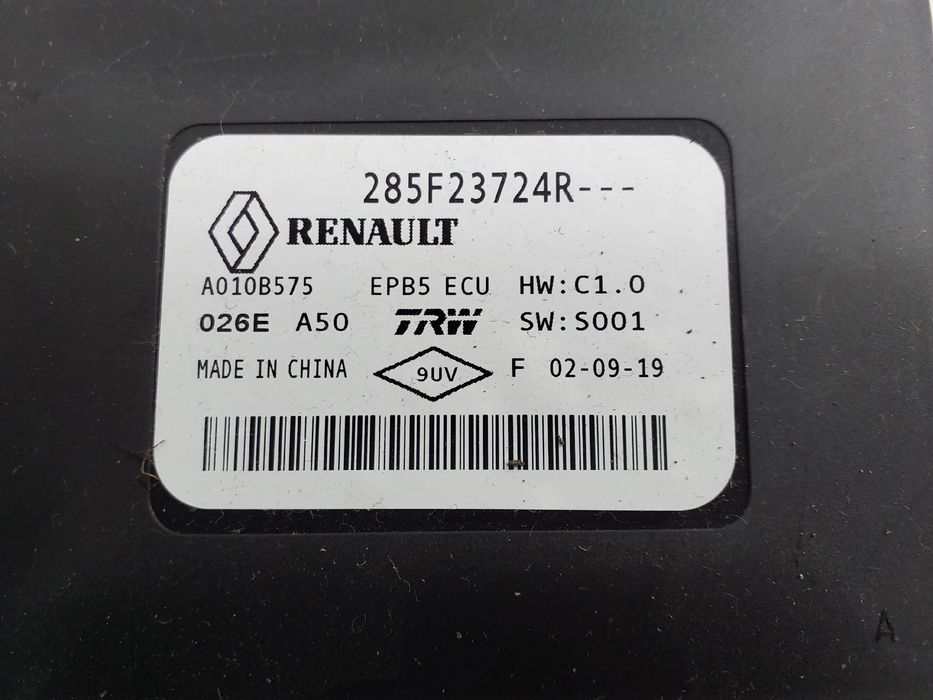 285F23724R---
RENAULT
A010B575 EPB5 ECU HW:C1.0
026E A50 TRW SW:S001
MADE IN CHINA 9UV F 02-09-19
A